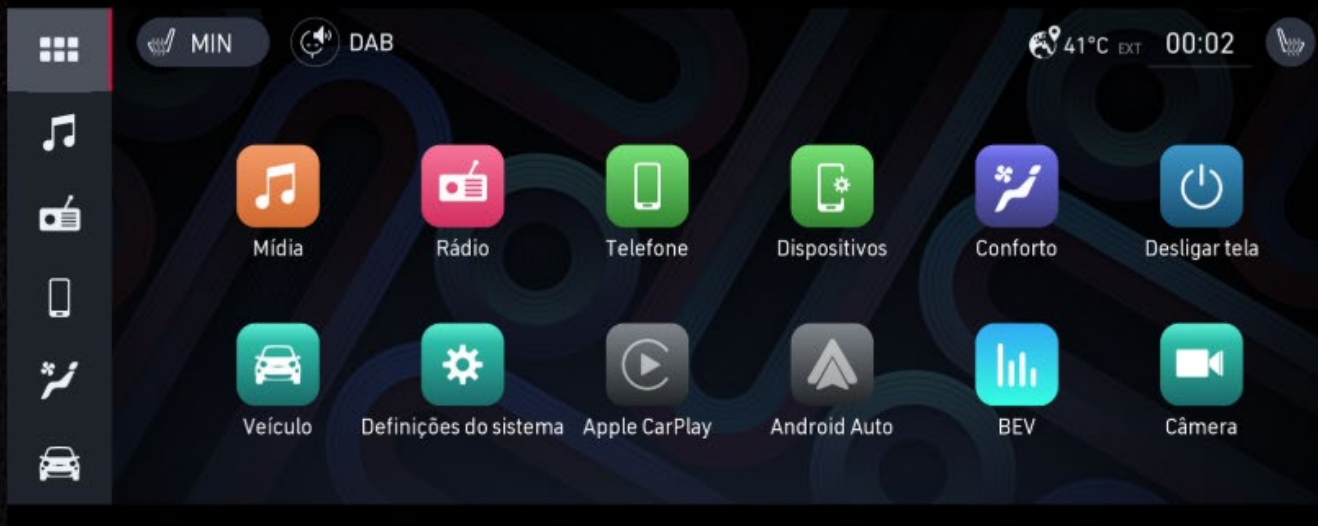 MIN
DAB
41°C EXT
00:02
Mídia
Rádio
Telefone
Dispositivos
Conforto
Desligar tela
Veículo
Definições do sistema
Apple CarPlay
Android Auto
BEV
Câmera